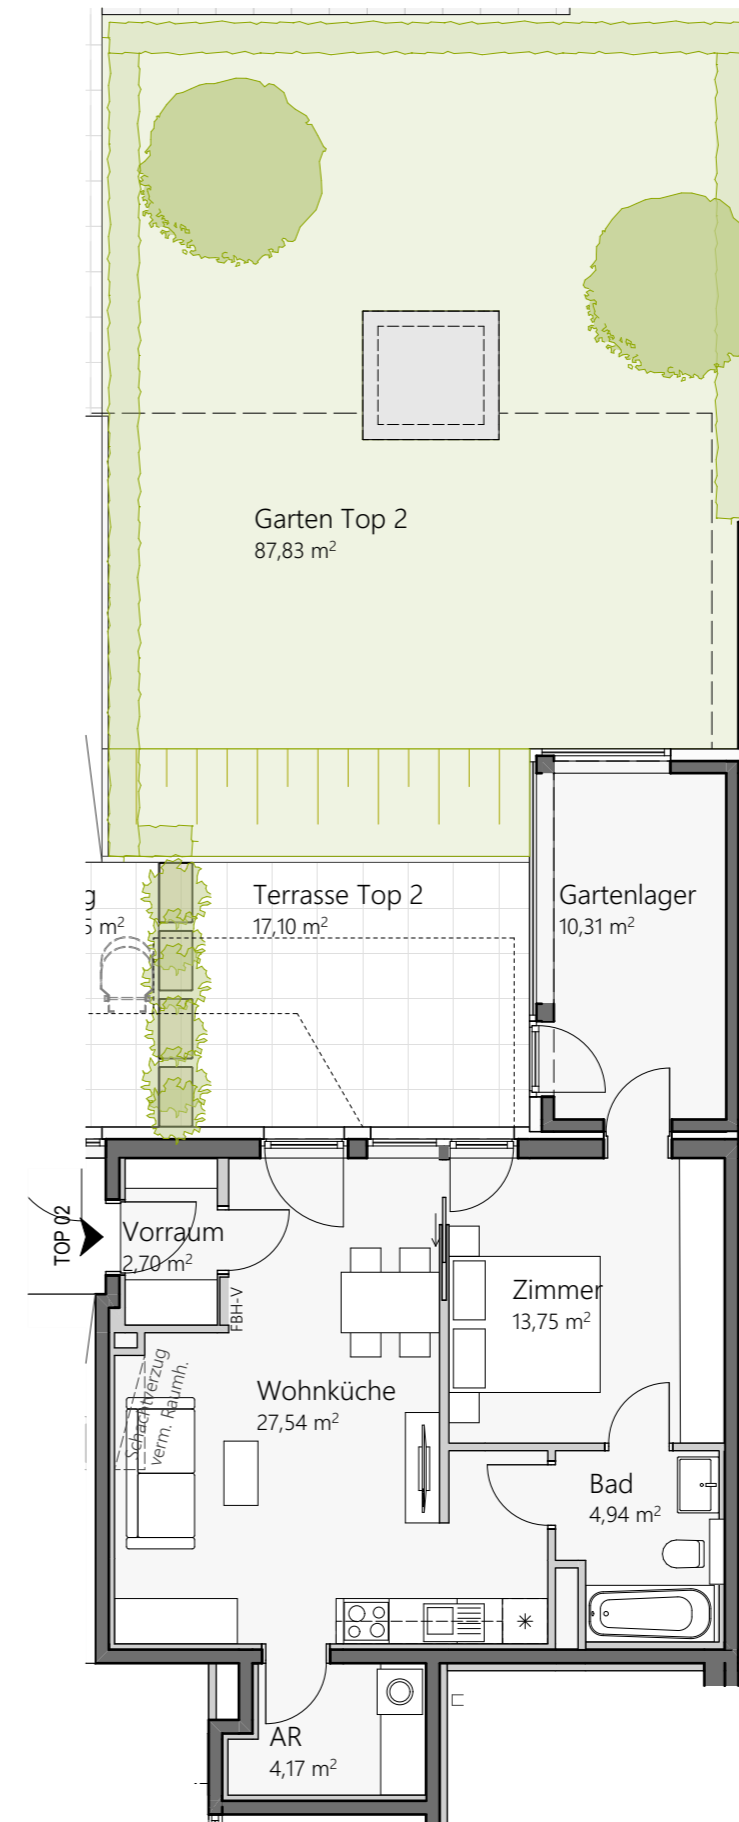 Garten Top 2
87,83 m²
g
5 m²
Terrasse Top 2
17,10 m²
Gartenlager
10,31 m²
TOP 02
Vorraum
2,70 m²
FBH-V
Zimmer
13,75 m²
Schachtverzug
verm. Raumh.
Wohnküche
27,54 m²
Bad
4,94 m²
AR
4,17 m²